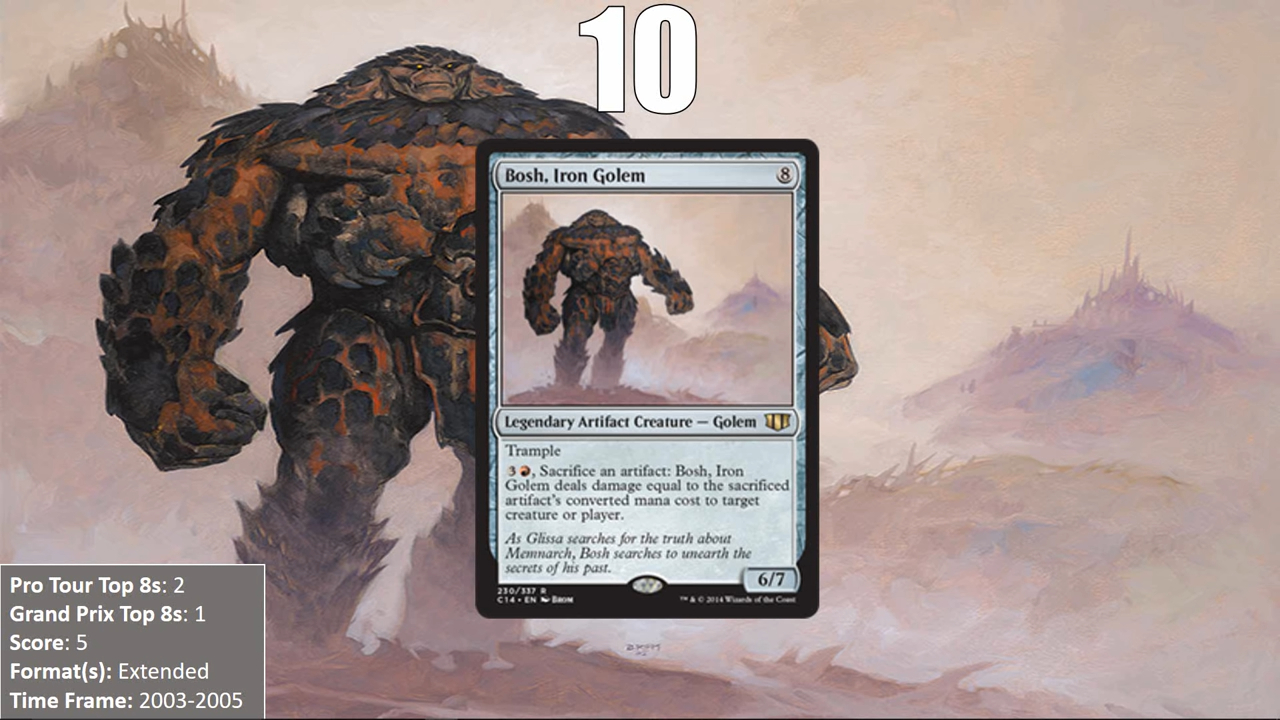 10
Bosh, Iron Golem 8
Legendary Artifact Creature — Golem
Trample
3, Sacrifice an artifact: Bosh, Iron
Golem deals damage equal to the sacrificed
artifact's converted mana cost to target
creature or player.
As Glissa searches for the truth about
Memnarch, Bosh searches to unearth the
secrets of his past.
6/7
230/337 R
C14 • EN Brom
™ & © 2014 Wizards of the Coast
Pro Tour Top 8s: 2
Grand Prix Top 8s: 1
Score: 5
Format(s): Extended
Time Frame: 2003-2005